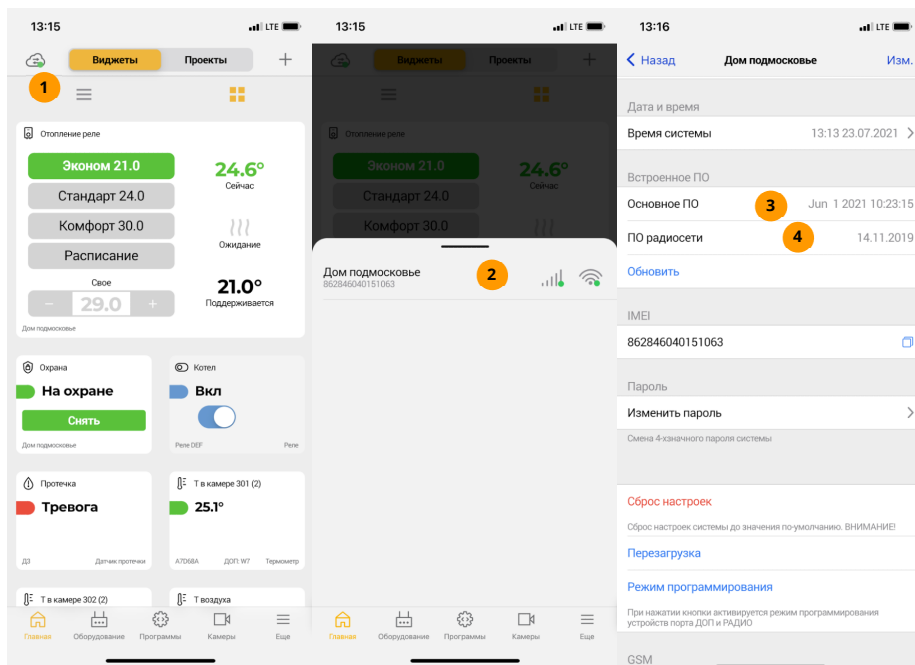 13:15
LTE
Виджеты
Проекты
1
Отопление реле
Эконом 21.0
Стандарт 24.0
Комфорт 30.0
Расписание
Свое
− 29.0 +
24.6°
Сейчас
Ожидание
21.0°
Поддерживается
Дом подмосковье
Охрана
На охране
Снять
Дом подмосковье
Котел
Вкл
Реле DEF
Реле
Протечка
Тревога
ДЗ
Датчик протечки
Т в камере 301 (2)
25.1°
A7D68A
ДОП: W7
Термометр
Т в камере 302 (2)
Т воздуха
Главная
Оборудование
Программы
Камеры
Еще
13:15
LTE
Виджеты
Проекты
Отопление реле
Эконом 21.0
Стандарт 24.0
Комфорт 30.0
24.6°
Сейчас
Ожидание
Дом подмосковье
862846040151063
2
Главная
Оборудование
Программы
Камеры
Еще
13:16
LTE
Назад
Дом подмосковье
Изм.
Дата и время
Время системы
13:13 23.07.2021
Встроенное ПО
Основное ПО
3
Jun 1 2021 10:23:15
ПО радиосети
4
14.11.2019
Обновить
IMEI
862846040151063
Пароль
Изменить пароль
Смена 4-хзначного пароля системы
Сброс настроек
Сброс настроек системы до значения по-умолчанию. ВНИМАНИЕ!
Перезагрузка
Режим программирования
При нажатии кнопки активируется режим программирования
устройств порта ДОП и РАДИО
GSM